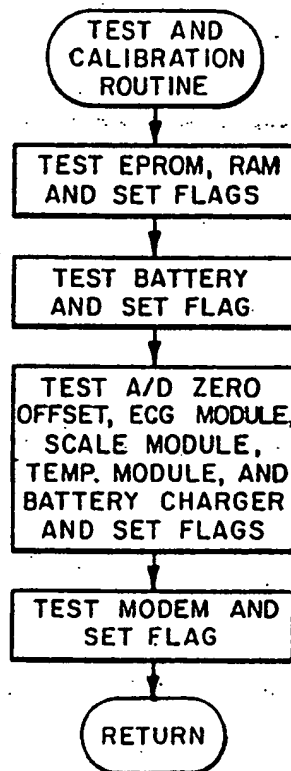 TEST AND
CALIBRATION
ROUTINE
TEST EPROM, RAM
AND SET FLAGS
TEST BATTERY
AND SET FLAG
TEST A/D ZERO
OFFSET, ECG MODULE,
SCALE MODULE,
TEMP. MODULE, AND
BATTERY CHARGER
AND SET FLAGS
TEST MODEM AND
SET FLAG
RETURN